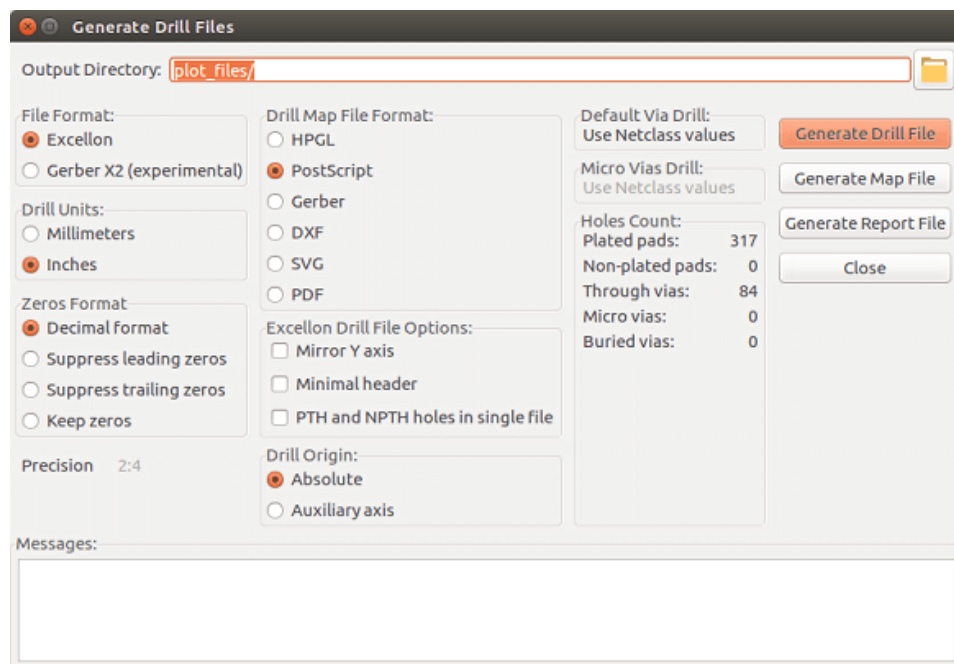 Generate Drill Files
Output Directory: plot_files/
File Format:
Excellon
Gerber X2 (experimental)
Drill Units:
Millimeters
Inches
Zeros Format
Decimal format
Suppress leading zeros
Suppress trailing zeros
Keep zeros
Precision 2:4
Drill Map File Format:
HPGL
PostScript
Gerber
DXF
SVG
PDF
Excellon Drill File Options:
Mirror Y axis
Minimal header
PTH and NPTH holes in single file
Drill Origin:
Absolute
Auxiliary axis
Default Via Drill:
Use Netclass values
Micro Vias Drill:
Use Netclass values
Holes Count:
Plated pads: 317
Non-plated pads: 0
Through vias: 84
Micro vias: 0
Buried vias: 0
Generate Drill File
Generate Map File
Generate Report File
Close
Messages: